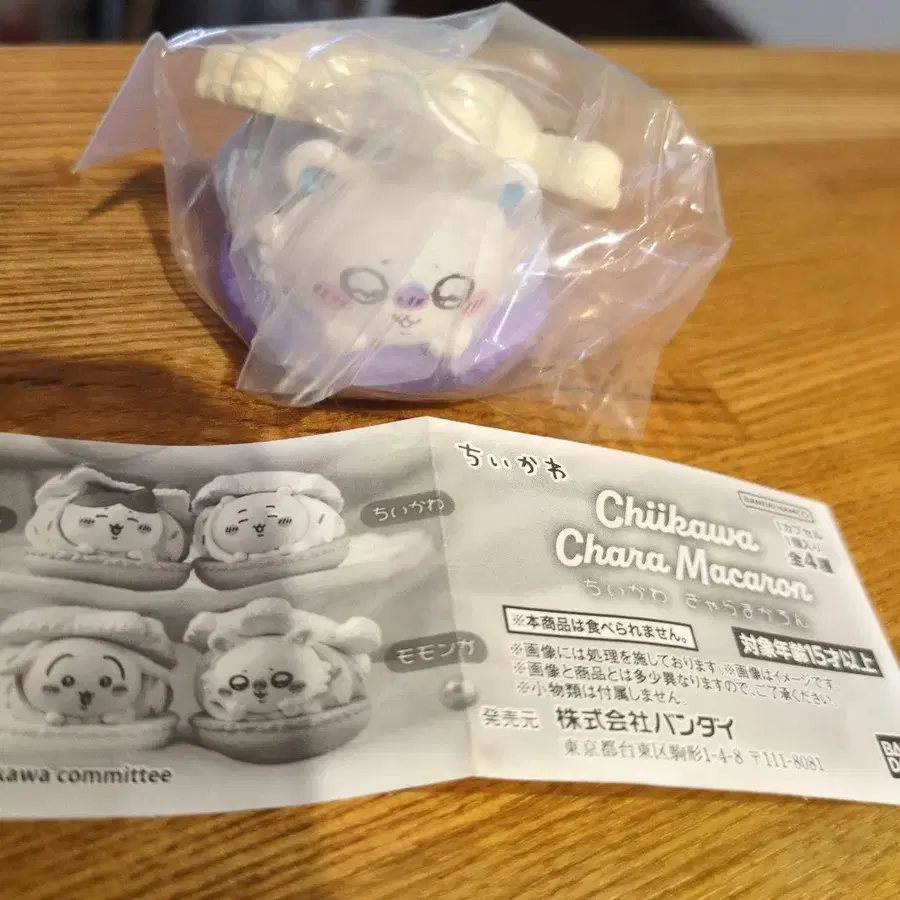 ちいかわ
BANDAI NAMCO
Chiikawa
Chara Macaron
ちいかわ きゃらまかろん
1カプセル
1個入り
全4種
ちいかわ
モモンガ
※本商品は食べられません。
対象年齢15才以上
※画像には処理を施しております。※画像はイメージです。
※画像と商品とは多少異なりますので、ご了承ください。
※小物類は付属しません。
発売元 株式会社バンダイ
東京都台東区駒形1-4-8 〒111-8081
kawa committee